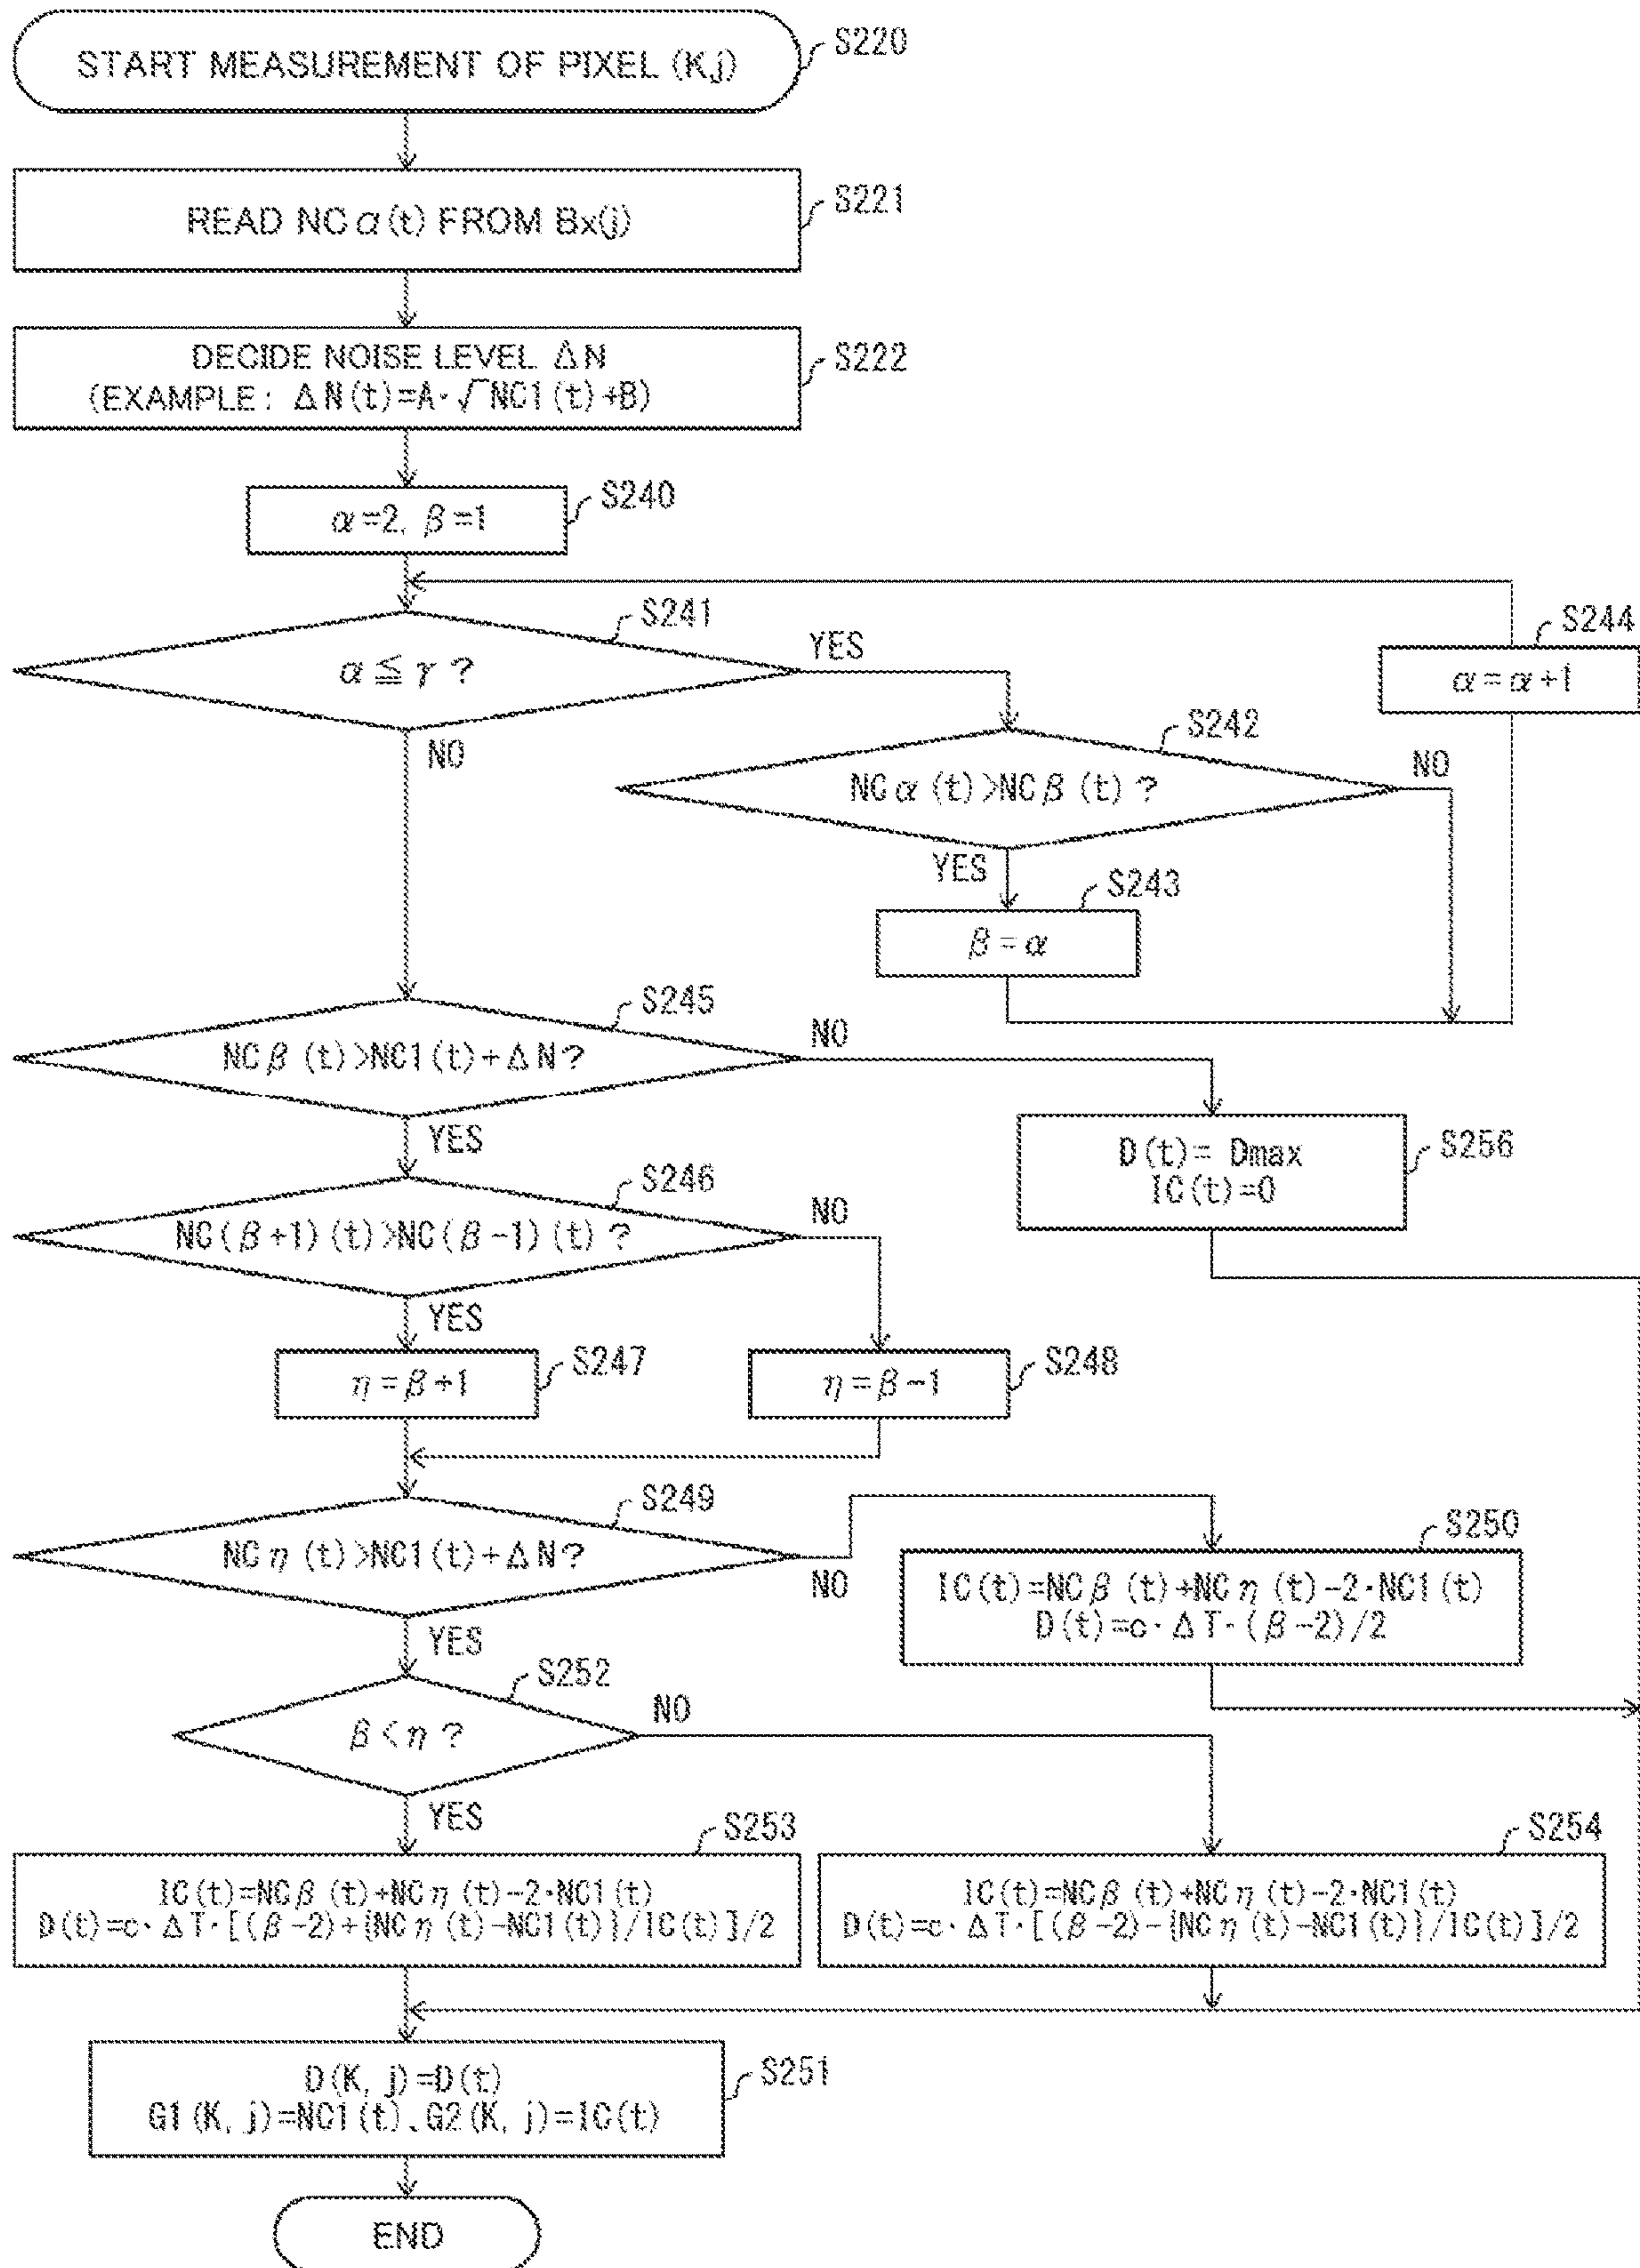 START MEASUREMENT OF PIXEL (K,j)
S220
READ NCα(t) FROM Bx(j)
S221
DECIDE NOISE LEVEL ΔN
(EXAMPLE: ΔN(t)=A·√NC1(t)+B)
S222
α=2, β=1
S240
α≦γ?
S241
YES
NO
α=α+1
S244
NCα(t)>NCβ(t)?
S242
NO
YES
β=α
S243
NCβ(t)>NC1(t)+ΔN?
S245
NO
YES
D(t)= Dmax
IC(t)=0
S256
NC(β+1)(t)>NC(β-1)(t)?
S246
NO
YES
η=β+1
S247
η=β-1
S248
NCη(t)>NC1(t)+ΔN?
S249
NO
YES
IC(t)=NCβ(t)+NCη(t)-2·NC1(t)
D(t)=c·ΔT·(β-2)/2
S250
β<η?
S252
NO
YES
IC(t)=NCβ(t)+NCη(t)-2·NC1(t)
D(t)=c·ΔT·[(β-2)+{NCη(t)-NC1(t)}/IC(t)]/2
S253
IC(t)=NCβ(t)+NCη(t)-2·NC1(t)
D(t)=c·ΔT·[(β-2)-{NCη(t)-NC1(t)}/IC(t)]/2
S254
D(K, j)=D(t)
G1(K, j)=NC1(t)、G2(K, j)=IC(t)
S251
END